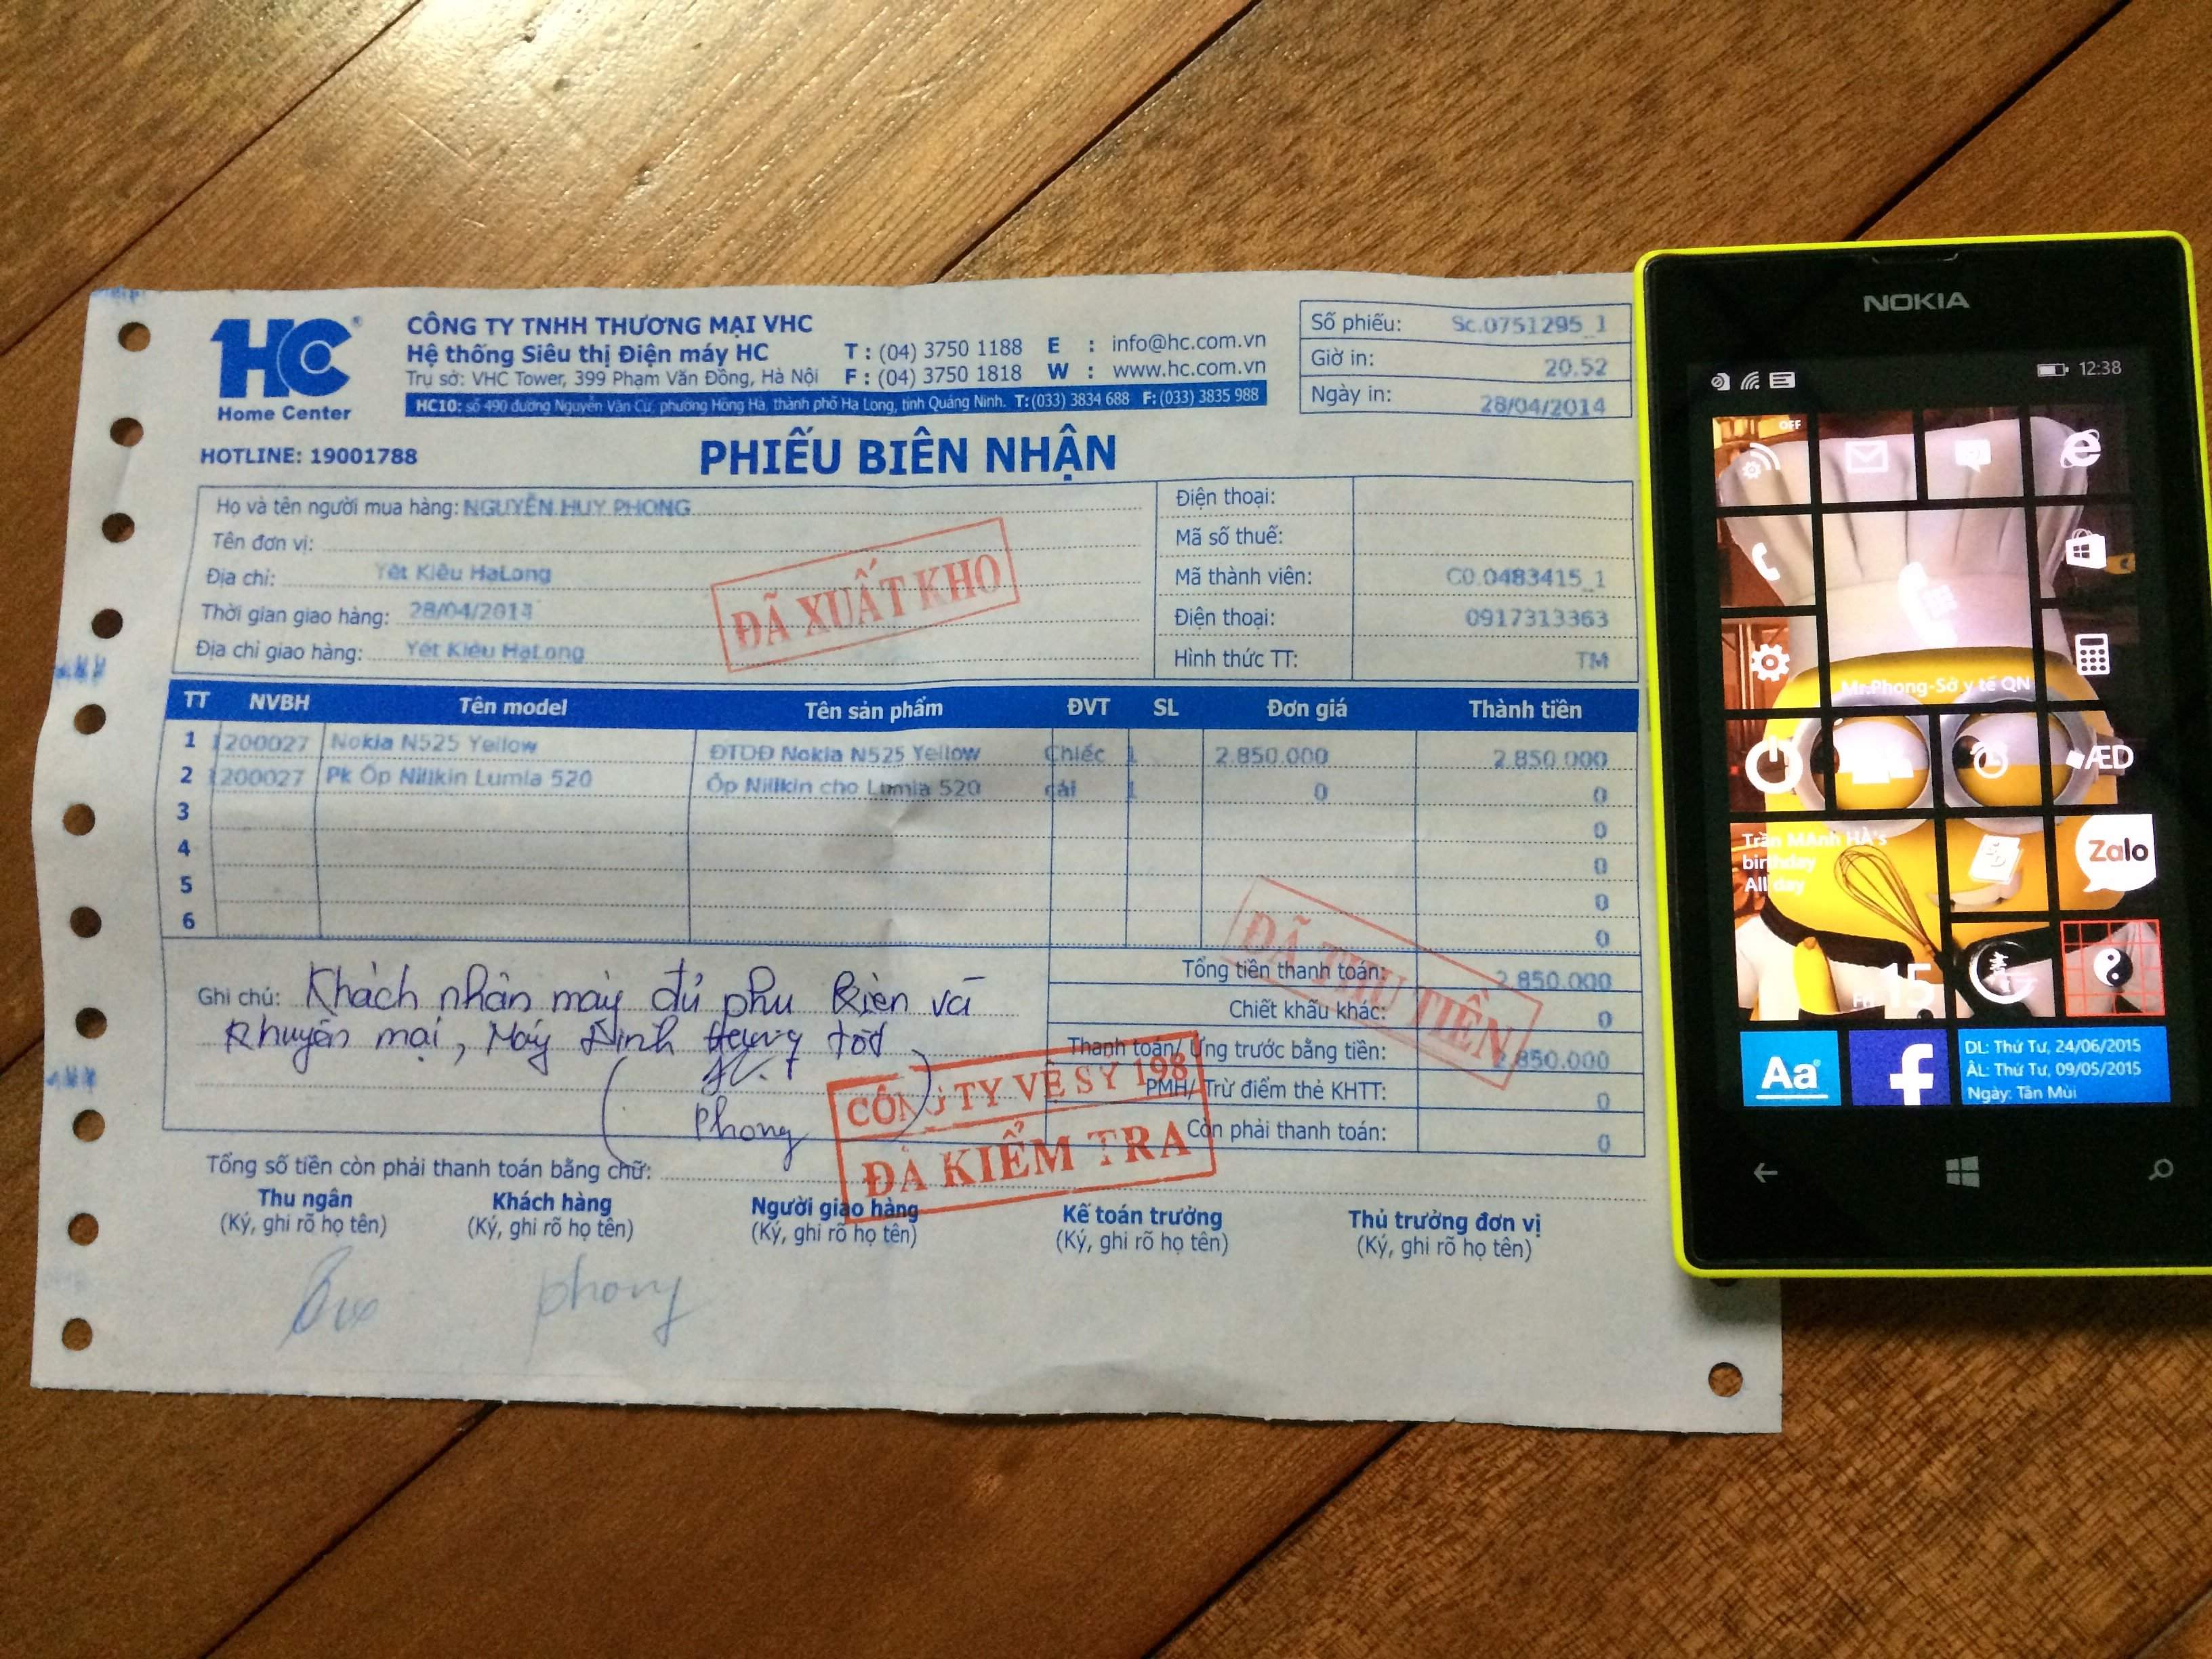 HC®
Home Center
CÔNG TY TNHH THƯƠNG MẠI VHC
Hệ thống Siêu thị Điện máy HC T : (04) 3750 1188 E : info@hc.com.vn
Trụ sở: VHC Tower, 399 Phạm Văn Đồng, Hà Nội F : (04) 3750 1818 W : www.hc.com.vn
HC10: số 490 đường Nguyễn Văn Cừ, phường Hồng Hà, thành phố Hạ Long, tỉnh Quảng Ninh. T: (033) 3834 688 F: (033) 3835 988
Số phiếu: Sc.0751295_1
Giờ in: 20.52
Ngày in: 28/04/2014
HOTLINE: 19001788
PHIẾU BIÊN NHẬN
Họ và tên người mua hàng: NGUYỄN HUY PHONG
Tên đơn vị:
Địa chỉ: Yết Kiêu HaLong
Thời gian giao hàng: 28/04/2014
Địa chỉ giao hàng: Yết Kiêu HaLong
ĐÃ XUẤT KHO
Điện thoại:
Mã số thuế:
Mã thành viên: C0.0483415_1
Điện thoại: 0917313363
Hình thức TT: TM
TT NVBH Tên model Tên sản phẩm ĐVT SL Đơn giá Thành tiền
1 1200027 Nokia N525 Yellow ĐTDĐ Nokia N525 Yellow Chiếc 1 2.850.000 2.850.000
2 1200027 Pk Ốp Nillkin Lumia 520 Ốp Nillkin cho Lumia 520 cái 1 0 0
3 0
4 0
5 0
6 0
ĐÃ THU TIỀN
Ghi chú: Khách nhận máy đủ phụ kiện và
khuyến mại, Máy hình trạng tốt
Phong
Tổng tiền thanh toán: 2.850.000
Chiết khấu khác: 0
Thanh toán/ Ứng trước bằng tiền: 2.850.000
PMH/ Trừ điểm thẻ KHTT: 0
Còn phải thanh toán: 0
CÔNG TY VỆ SỸ 198
ĐÃ KIỂM TRA
Tổng số tiền còn phải thanh toán bằng chữ:
Thu ngân Khách hàng Người giao hàng Kế toán trưởng Thủ trưởng đơn vị
(Ký, ghi rõ họ tên) (Ký, ghi rõ họ tên) (Ký, ghi rõ họ tên) (Ký, ghi rõ họ tên) (Ký, ghi rõ họ tên)
phong
NOKIA
12:38
OFF
Mr.Phong-Sở y tế QN
ÆD
Trần MAnh HÀ's
birthday
All day
Zalo
Fri 15
Aa
f
DL: Thứ Tư, 24/06/2015
ÂL: Thứ Tư, 09/05/2015
Ngày: Tân Mùi